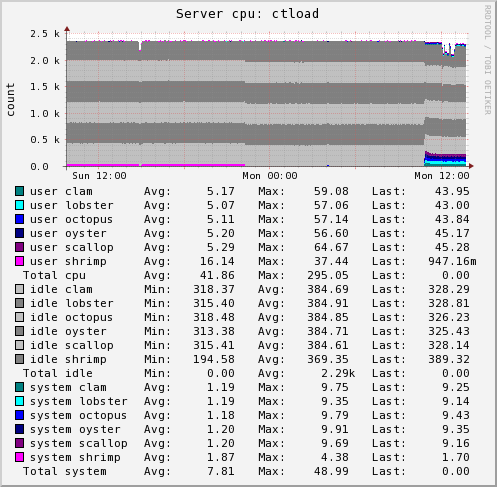 Server cpu: ctload
RRDTOOL / TOBI OETIKER
count
2.5 k
2.0 k
1.5 k
1.0 k
0.5 k
0.0
Sun 12:00 Mon 00:00 Mon 12:00
user clam Avg: 5.17 Max: 59.08 Last: 43.95
user lobster Avg: 5.07 Max: 57.06 Last: 43.00
user octopus Avg: 5.11 Max: 57.14 Last: 43.84
user oyster Avg: 5.20 Max: 56.60 Last: 45.17
user scallop Avg: 5.29 Max: 64.67 Last: 45.28
user shrimp Avg: 16.14 Max: 37.44 Last: 947.16m
Total cpu Avg: 41.86 Max: 295.05 Last: 0.00
idle clam Min: 318.37 Max: 384.69 Last: 328.29
idle lobster Min: 315.40 Max: 384.91 Last: 328.81
idle octopus Min: 318.48 Max: 384.85 Last: 326.23
idle oyster Min: 313.38 Max: 384.71 Last: 325.43
idle scallop Min: 315.41 Max: 384.61 Last: 328.14
idle shrimp Min: 194.58 Max: 369.35 Last: 389.32
Total idle Min: 0.00 Max: 2.29k Last: 0.00
system clam Avg: 1.19 Max: 9.75 Last: 9.25
system lobster Avg: 1.19 Max: 9.35 Last: 9.14
system octopus Avg: 1.18 Max: 9.79 Last: 9.43
system oyster Avg: 1.20 Max: 9.91 Last: 9.35
system scallop Avg: 1.20 Max: 9.69 Last: 9.16
system shrimp Avg: 1.87 Max: 4.38 Last: 1.70
Total system Avg: 7.81 Max: 48.99 Last: 0.00